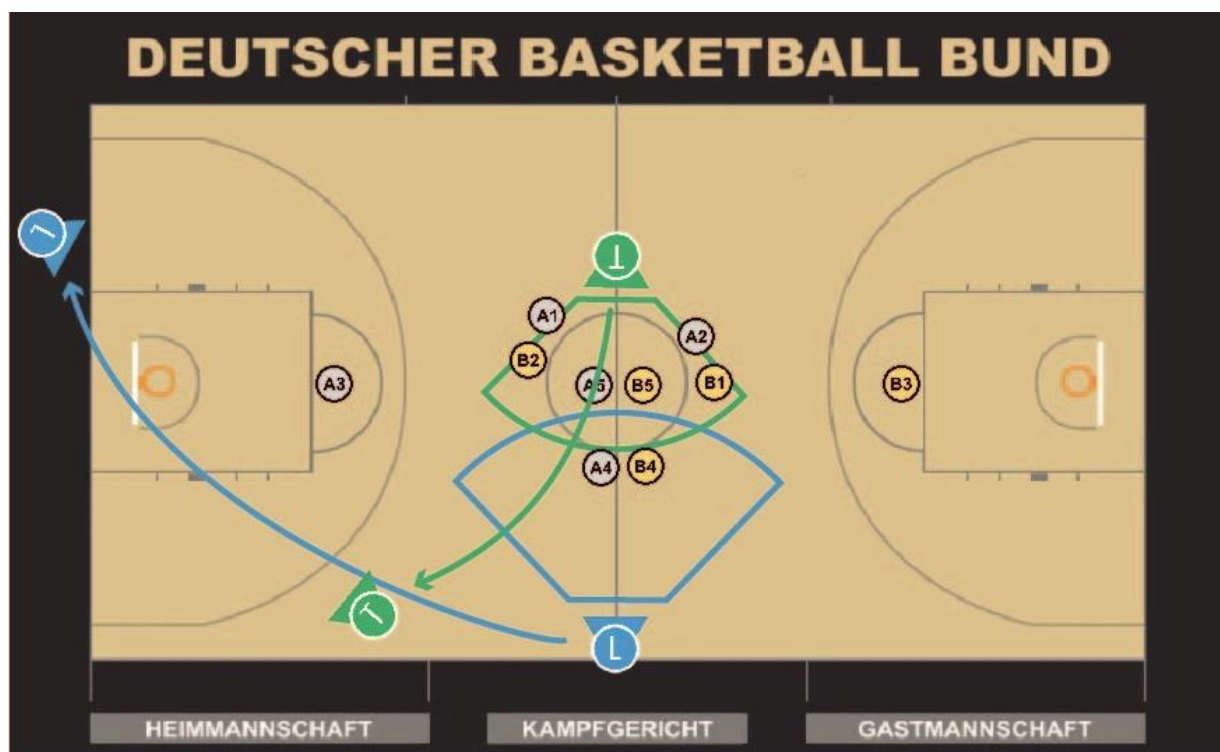 DEUTSCHER BASKETBALL BUND
L
T
A1
A2
B2
A3
A5
B5
B1
B3
A4
B4
T
L
HEIMMANNSCHAFT
KAMPFGERICHT
GASTMANNSCHAFT